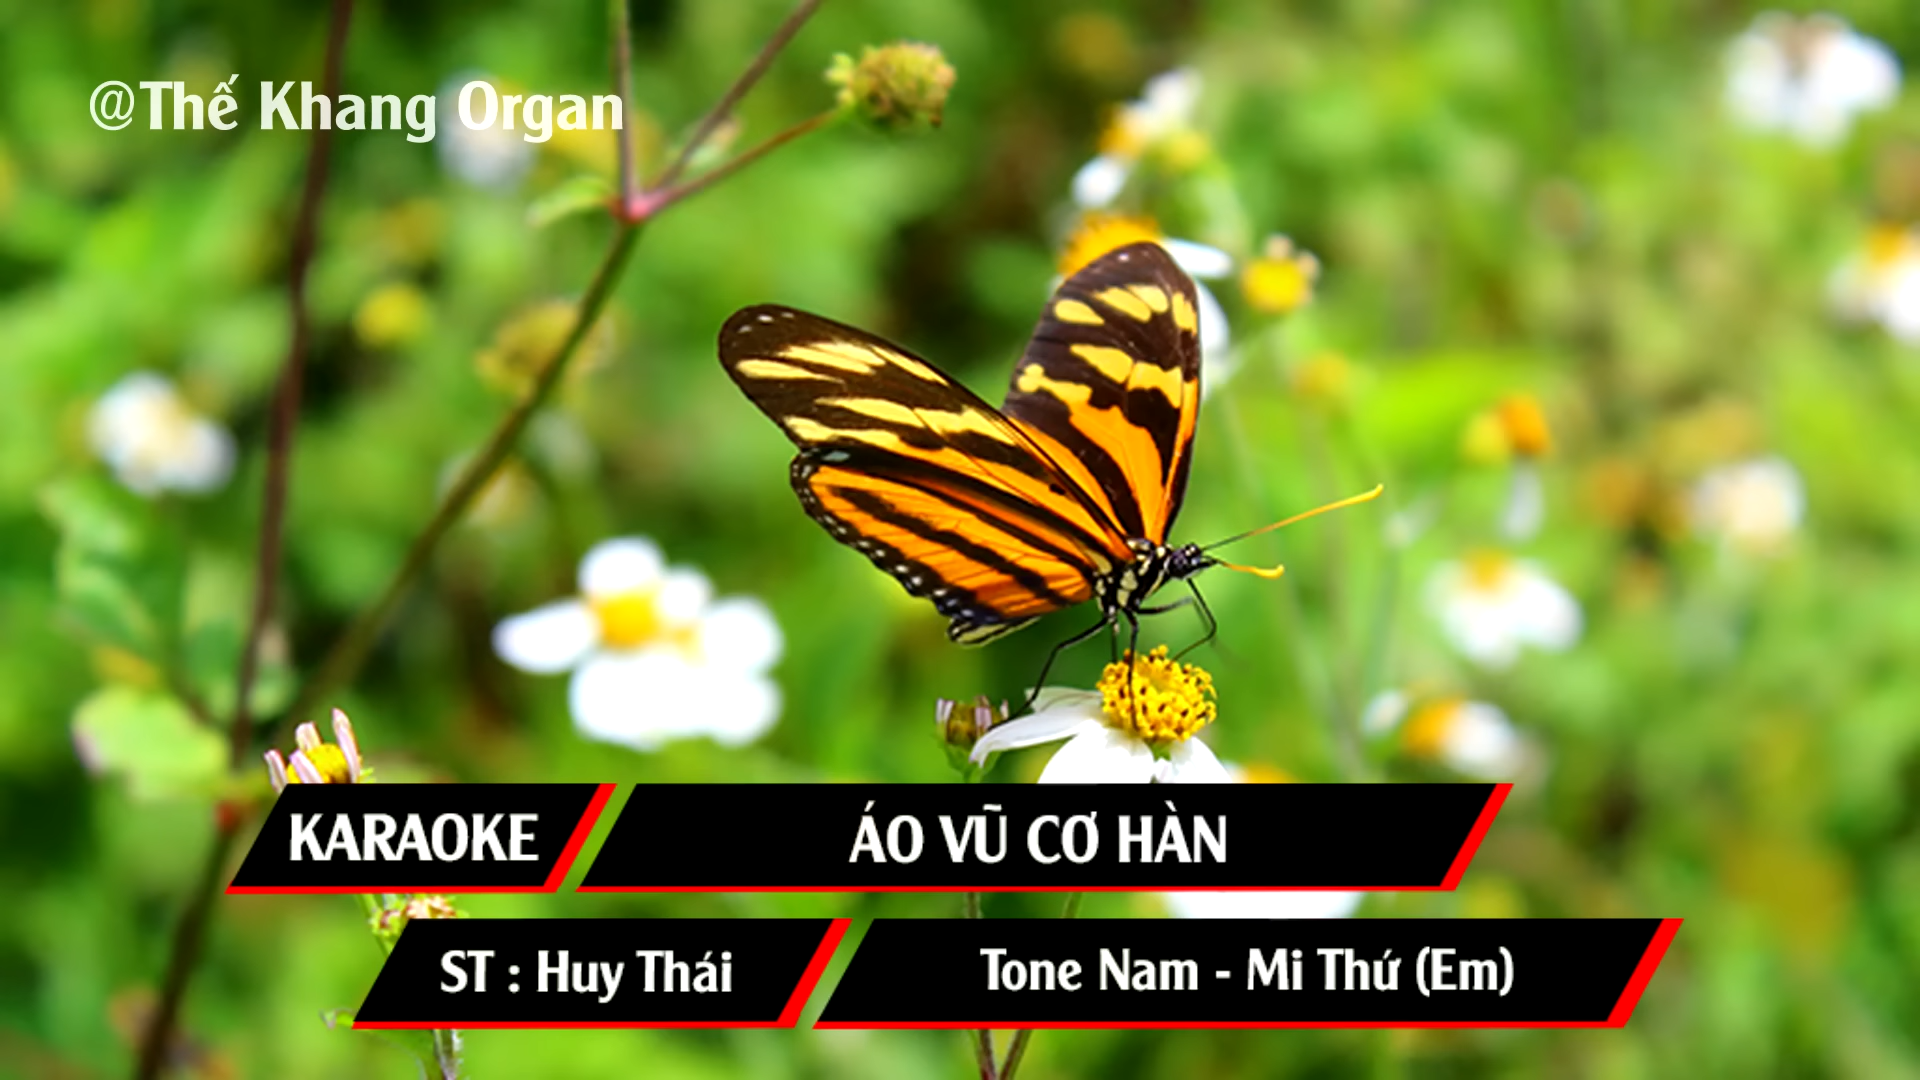 @Thế Khang Organ
KARAOKE
ÁO VŨ CƠ HÀN
ST : Huy Thái
Tone Nam - Mi Thứ (Em)